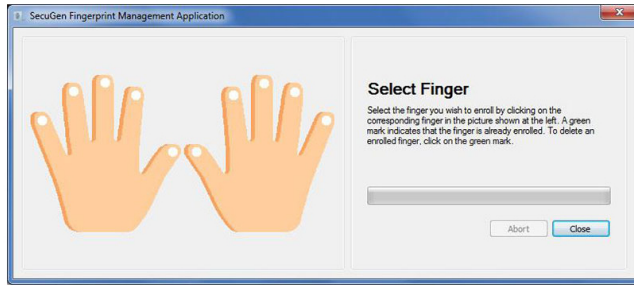 SecuGen Fingerprint Management Application
Select Finger
Select the finger you wish to enroll by clicking on the
corresponding finger in the picture shown at the left. A green
mark indicates that the finger is already enrolled. To delete an
enrolled finger, click on the green mark.
Abort
Close